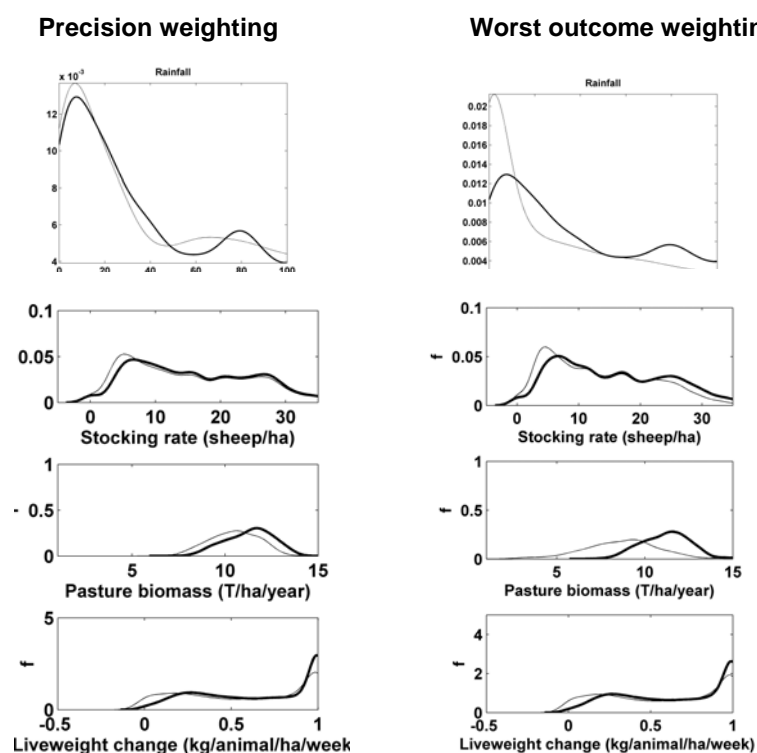 Precision weighting
Worst outcome weightin
x 10-3
Rainfall
12
10
8
6
4
0 20 40 60 80 100
Rainfall
0.02
0.018
0.016
0.014
0.012
0.01
0.008
0.006
0.004
0.1
0.05
0
0 10 20 30
Stocking rate (sheep/ha)
0.1
f 0.05
0
0 10 20 30
Stocking rate (sheep/ha)
1
0.5
0
5 10 15
Pasture biomass (T/ha/year)
1
f 0.5
0
5 10 15
Pasture biomass (T/ha/year)
5
f
0
-0.5 0 0.5 1
Liveweight change (kg/animal/ha/week
f
4
2
0
-0.5 0 0.5 1
Liveweight change (kg/animal/ha/week)